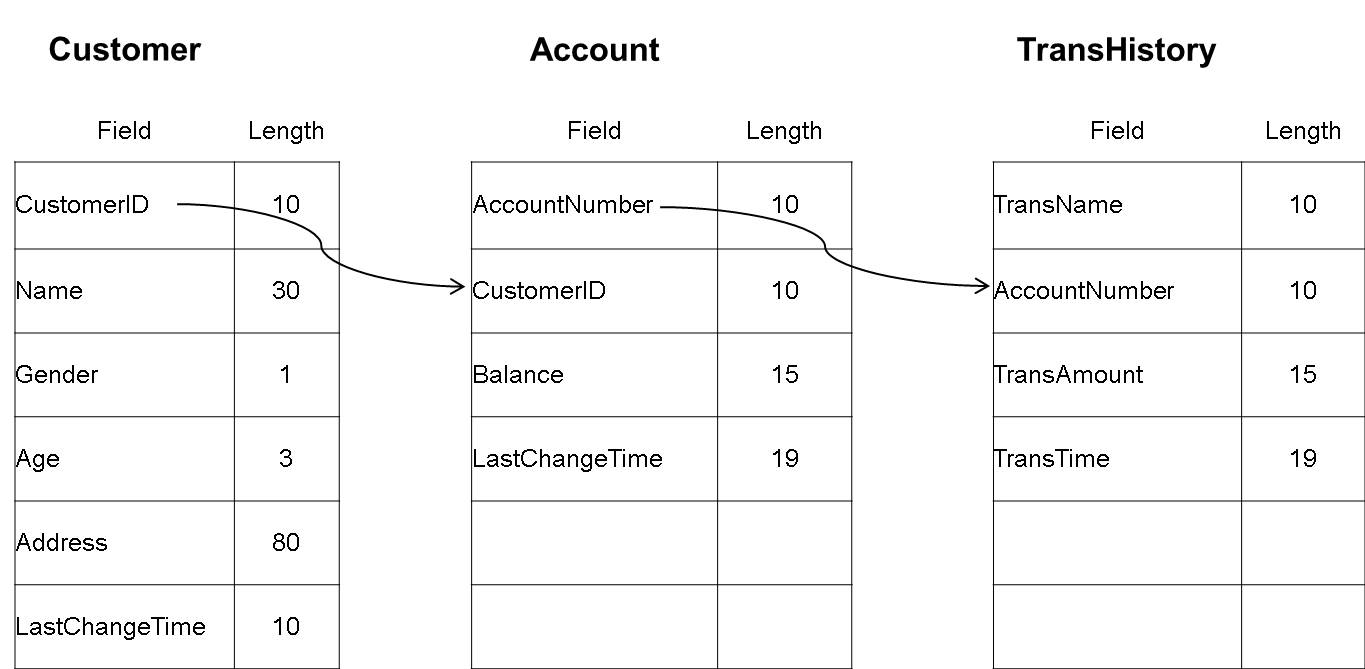 Customer Account TransHistory
Field Length Field Length Field Length
CustomerID 10 AccountNumber 10 TransName 10
Name 30 CustomerID 10 AccountNumber 10
Gender 1 Balance 15 TransAmount 15
Age 3 LastChangeTime 19 TransTime 19
Address 80
LastChangeTime 10